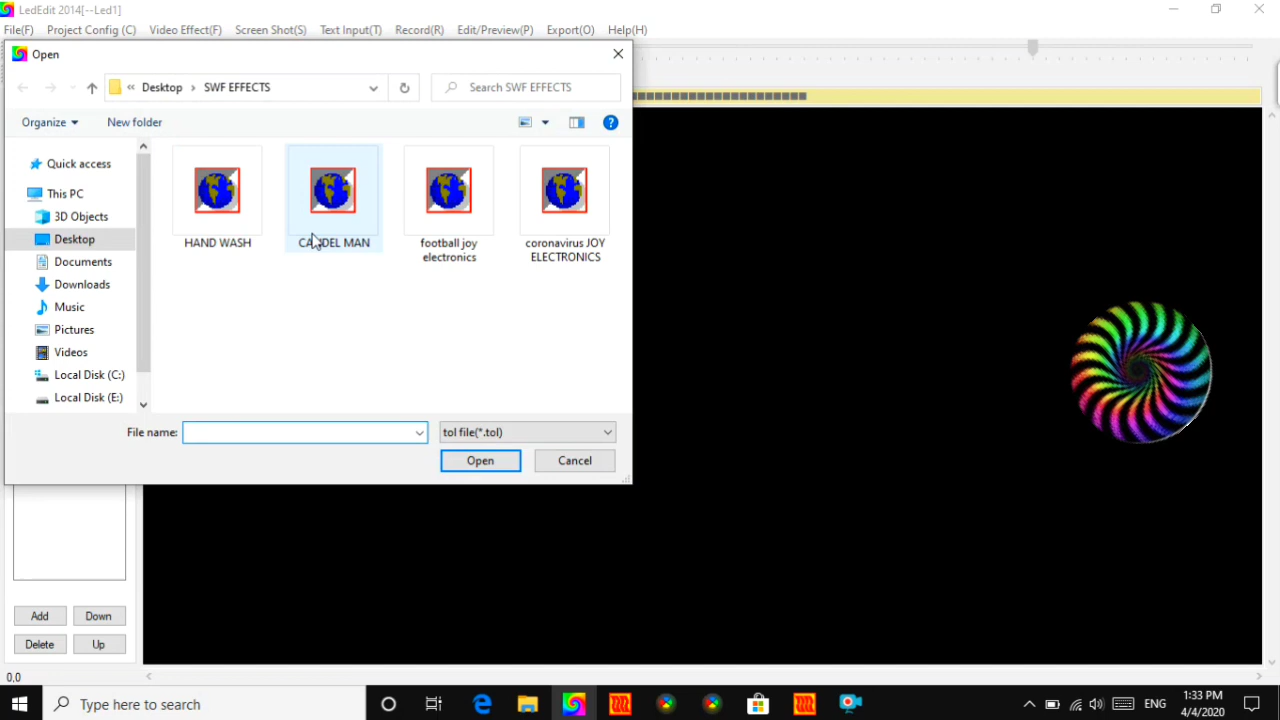 LedEdit 2014[--Led1]
File(F) Project Config (C) Video Effect(F) Screen Shot(S) Text Input(T) Record(R) Edit/Preview(P) Export(O) Help(H)
Open
« Desktop › SWF EFFECTS
Search SWF EFFECTS
Organize New folder
Quick access
This PC
3D Objects
Desktop
Documents
Downloads
Music
Pictures
Videos
Local Disk (C:)
Local Disk (E:)
HAND WASH
CANDEL MAN
football joy
electronics
coronavirus JOY
ELECTRONICS
File name:
tol file(*.tol)
Open Cancel
Add Down
Delete Up
0,0
Type here to search
ENG
1:33 PM
4/4/2020